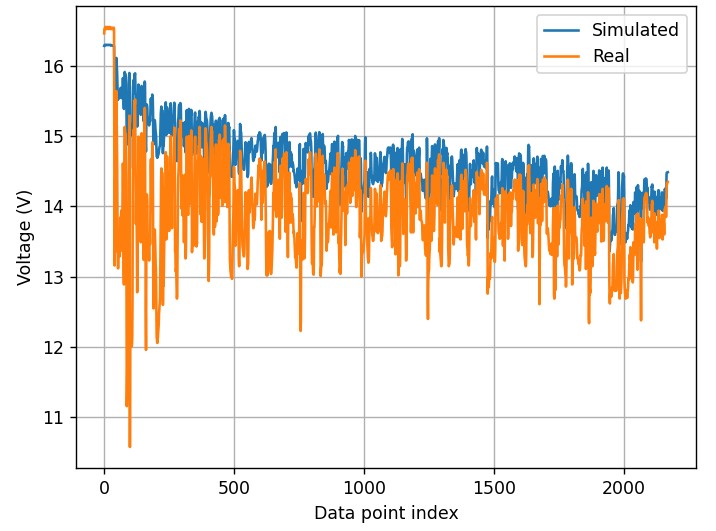 Simulated
Real
Voltage (V)
16
15
14
13
12
11
0 500 1000 1500 2000
Data point index